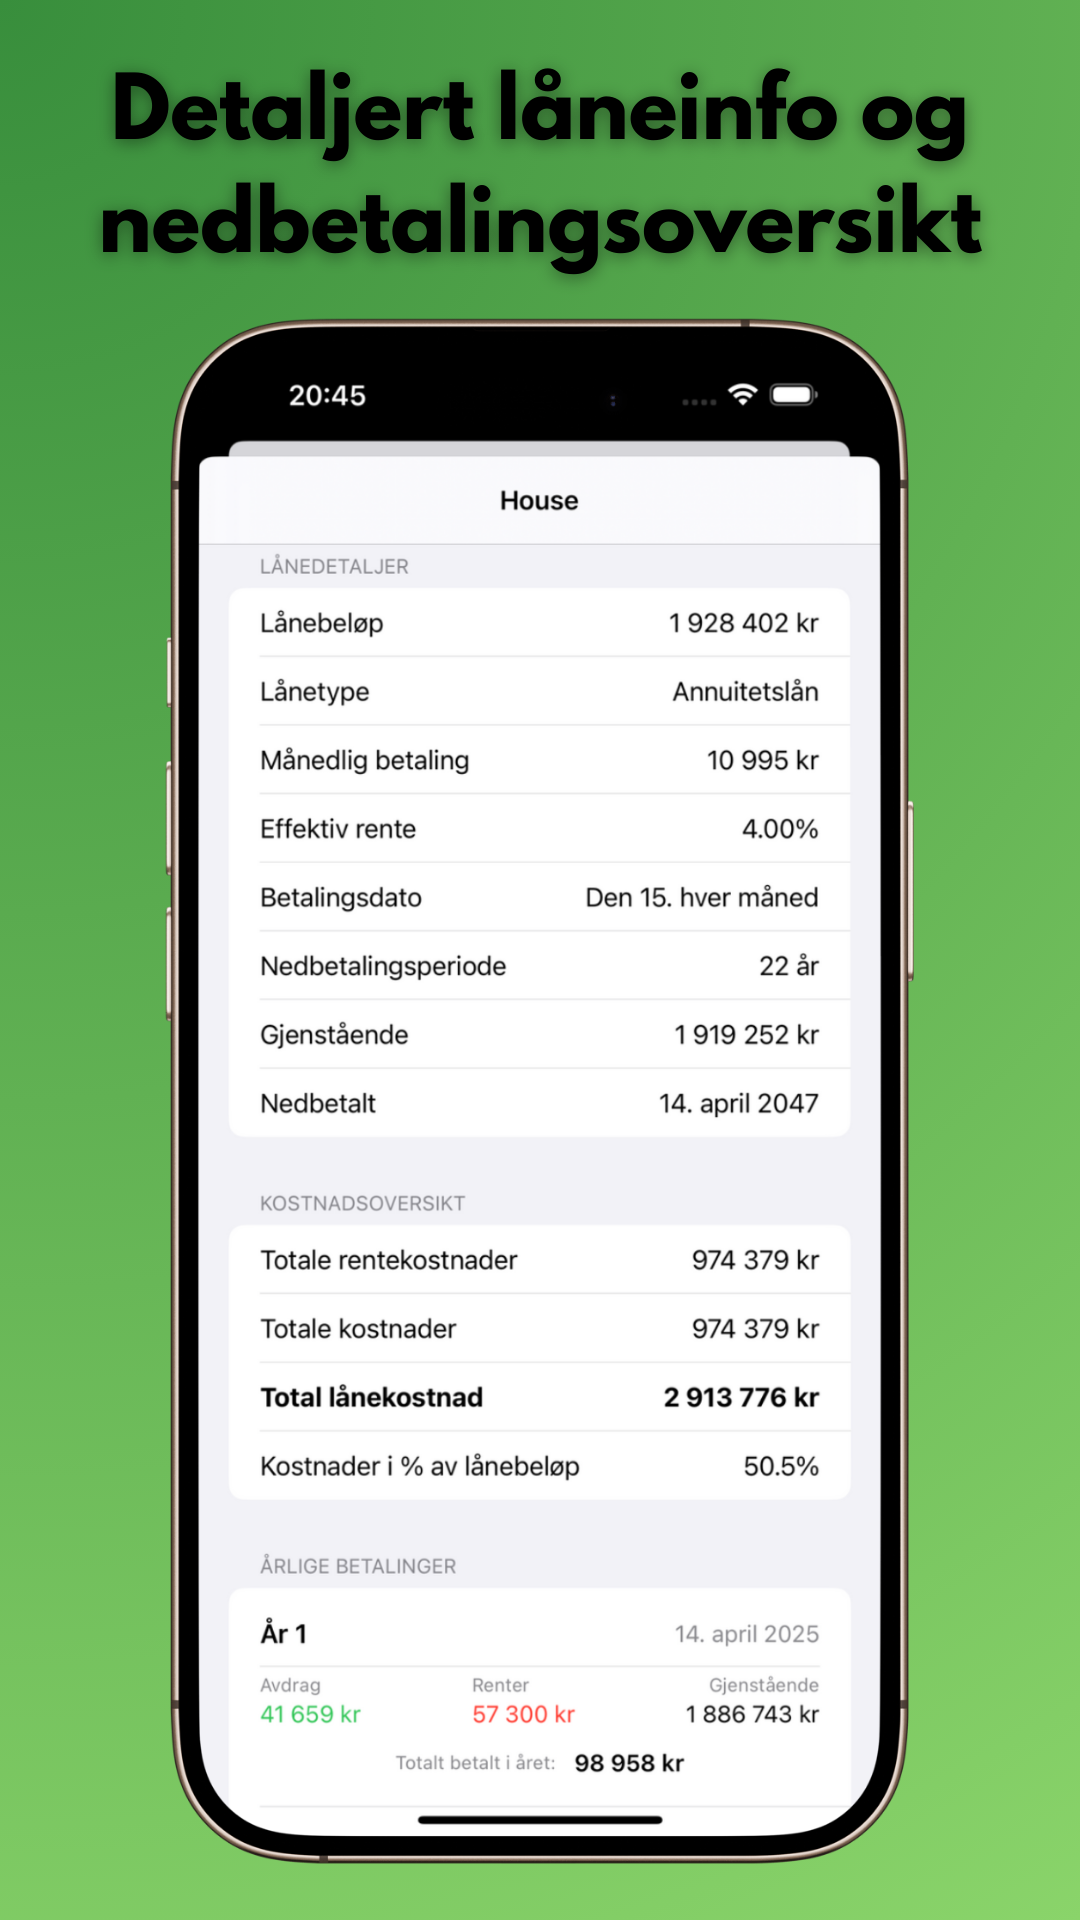 Detaljert låneinfo og
nedbetalingsoversikt
20:45
House
LÅNEDETALJER
Lånebeløp 1 928 402 kr
Lånetype Annuitetslån
Månedlig betaling 10 995 kr
Effektiv rente 4.00%
Betalingsdato Den 15. hver måned
Nedbetalingsperiode 22 år
Gjenstående 1 919 252 kr
Nedbetalt 14. april 2047
KOSTNADSOVERSIKT
Totale rentekostnader 974 379 kr
Totale kostnader 974 379 kr
Total lånekostnad 2 913 776 kr
Kostnader i % av lånebeløp 50.5%
ÅRLIGE BETALINGER
År 1 14. april 2025
Avdrag Renter Gjenstående
41 659 kr 57 300 kr 1 886 743 kr
Totalt betalt i året: 98 958 kr